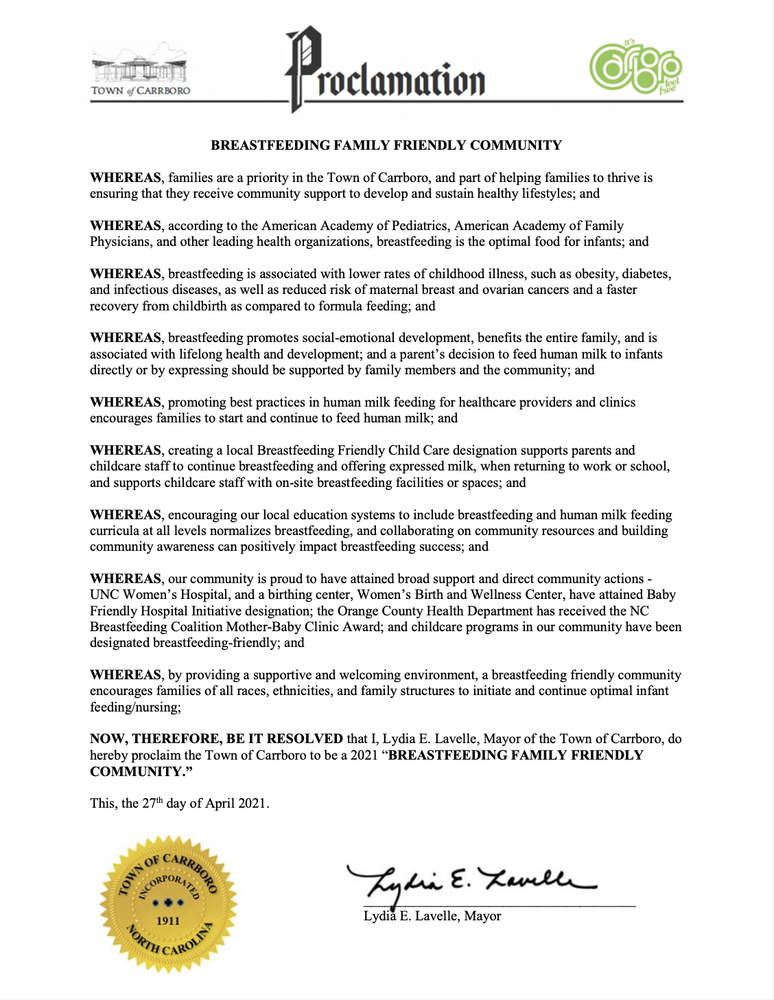 TOWN of CARRBORO
Proclamation
It's
Carrboro
feel
free
BREASTFEEDING FAMILY FRIENDLY COMMUNITY
WHEREAS, families are a priority in the Town of Carrboro, and part of helping families to thrive is
ensuring that they receive community support to develop and sustain healthy lifestyles; and
WHEREAS, according to the American Academy of Pediatrics, American Academy of Family
Physicians, and other leading health organizations, breastfeeding is the optimal food for infants; and
WHEREAS, breastfeeding is associated with lower rates of childhood illness, such as obesity, diabetes,
and infectious diseases, as well as reduced risk of maternal breast and ovarian cancers and a faster
recovery from childbirth as compared to formula feeding; and
WHEREAS, breastfeeding promotes social-emotional development, benefits the entire family, and is
associated with lifelong health and development; and a parent’s decision to feed human milk to infants
directly or by expressing should be supported by family members and the community; and
WHEREAS, promoting best practices in human milk feeding for healthcare providers and clinics
encourages families to start and continue to feed human milk; and
WHEREAS, creating a local Breastfeeding Friendly Child Care designation supports parents and
childcare staff to continue breastfeeding and offering expressed milk, when returning to work or school,
and supports childcare staff with on-site breastfeeding facilities or spaces; and
WHEREAS, encouraging our local education systems to include breastfeeding and human milk feeding
curricula at all levels normalizes breastfeeding, and collaborating on community resources and building
community awareness can positively impact breastfeeding success; and
WHEREAS, our community is proud to have attained broad support and direct community actions -
UNC Women’s Hospital, and a birthing center, Women’s Birth and Wellness Center, have attained Baby
Friendly Hospital Initiative designation; the Orange County Health Department has received the NC
Breastfeeding Coalition Mother-Baby Clinic Award; and childcare programs in our community have been
designated breastfeeding-friendly; and
WHEREAS, by providing a supportive and welcoming environment, a breastfeeding friendly community
encourages families of all races, ethnicities, and family structures to initiate and continue optimal infant
feeding/nursing;
NOW, THEREFORE, BE IT RESOLVED that I, Lydia E. Lavelle, Mayor of the Town of Carrboro, do
hereby proclaim the Town of Carrboro to be a 2021 “BREASTFEEDING FAMILY FRIENDLY
COMMUNITY.”
This, the 27th day of April 2021.
TOWN OF CARRBORO
INCORPORATED
1911
NORTH CAROLINA
Lydia E. Lavelle
Lydia E. Lavelle, Mayor